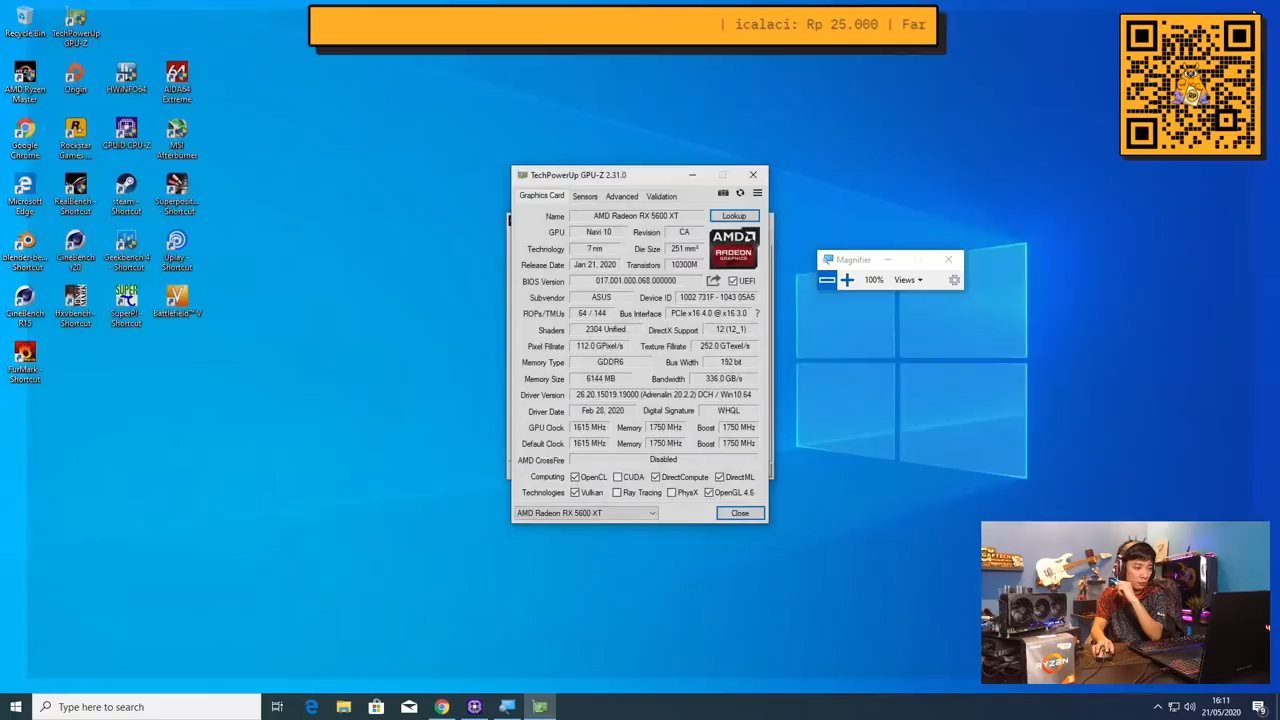 | icalaci: Rp 25.000 | Far
Recycle Bin
TechPowerUp GPU-Z
AMD Ryzen Master
Origin
HWiNFO64
AIDA64 Extreme
Google Chrome
Rockstar Games ...
CPUID CPU-Z
MSI Afterburner
Microsoft Edge
RealBench - Shortcut
steam - Shortcut
Superposit... - Shortcut
blender-be... - Shortcut
CineBench r20
Geekbench 4 - Shortcut
Uplay - Shortcut
CineBench R15
ffxvbench - Shortcut
SuperPI - Shortcut
Battlefield™ V
FurMark - Shortcut
TechPowerUp GPU-Z 2.31.0
Graphics Card Sensors Advanced Validation
Name AMD Radeon RX 5600 XT Lookup
GPU Navi 10 Revision CA
Technology 7 nm Die Size 251 mm²
Release Date Jan 21, 2020 Transistors 10300M
BIOS Version 017.001.000.068.000000 UEFI
Subvendor ASUS Device ID 1002 731F - 1043 05A5
ROPs/TMUs 64 / 144 Bus Interface PCIe x16 4.0 @ x16 3.0 ?
Shaders 2304 Unified DirectX Support 12 (12_1)
Pixel Fillrate 112.0 GPixel/s Texture Fillrate 252.0 GTexel/s
Memory Type GDDR6 Bus Width 192 bit
Memory Size 6144 MB Bandwidth 336.0 GB/s
Driver Version 26.20.15019.19000 (Adrenalin 20.2.2) DCH / Win10 64
Driver Date Feb 28, 2020 Digital Signature WHQL
GPU Clock 1615 MHz Memory 1750 MHz Boost 1750 MHz
Default Clock 1615 MHz Memory 1750 MHz Boost 1750 MHz
AMD CrossFire Disabled
Computing OpenCL CUDA DirectCompute DirectML
Technologies Vulkan Ray Tracing PhysX OpenGL 4.6
AMD Radeon RX 5600 XT Close
AMD
RADEON
GRAPHICS
Magnifier
100% Views
RYZEN
Type here to search
16:11
21/05/2020